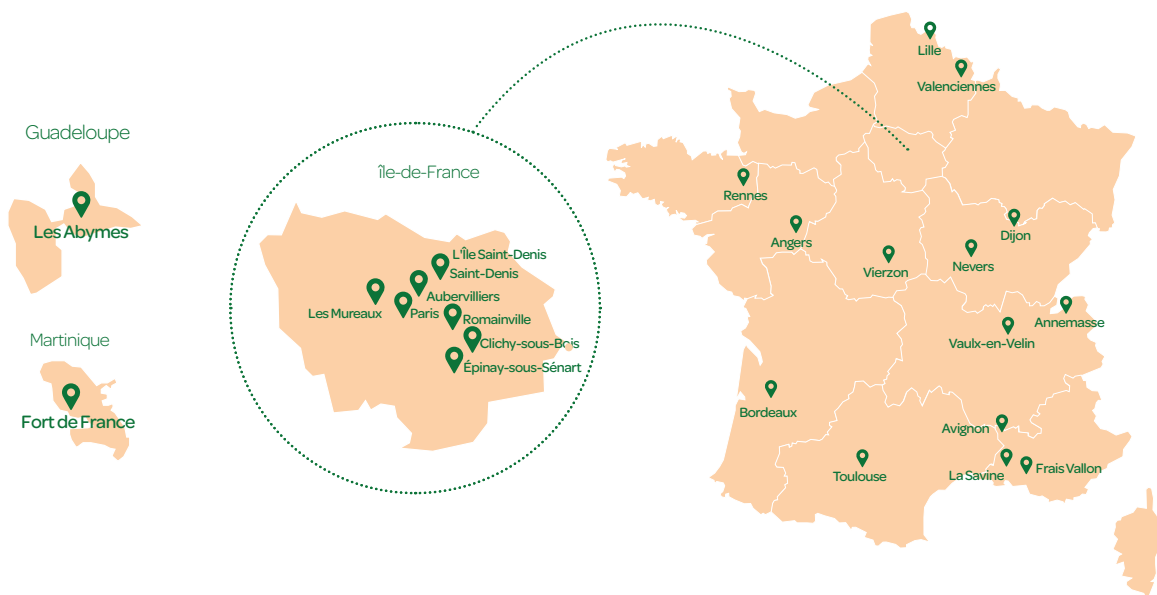 Guadeloupe
Les Abymes
Martinique
Fort de France
île-de-France
L'Île Saint-Denis
Saint-Denis
Aubervilliers
Les Mureaux
Paris
Romainville
Clichy-sous-Bois
Épinay-sous-Sénart
Lille
Valenciennes
Rennes
Angers
Vierzon
Dijon
Nevers
Annemasse
Vaulx-en-Velin
Bordeaux
Avignon
Toulouse
La Savine
Frais Vallon